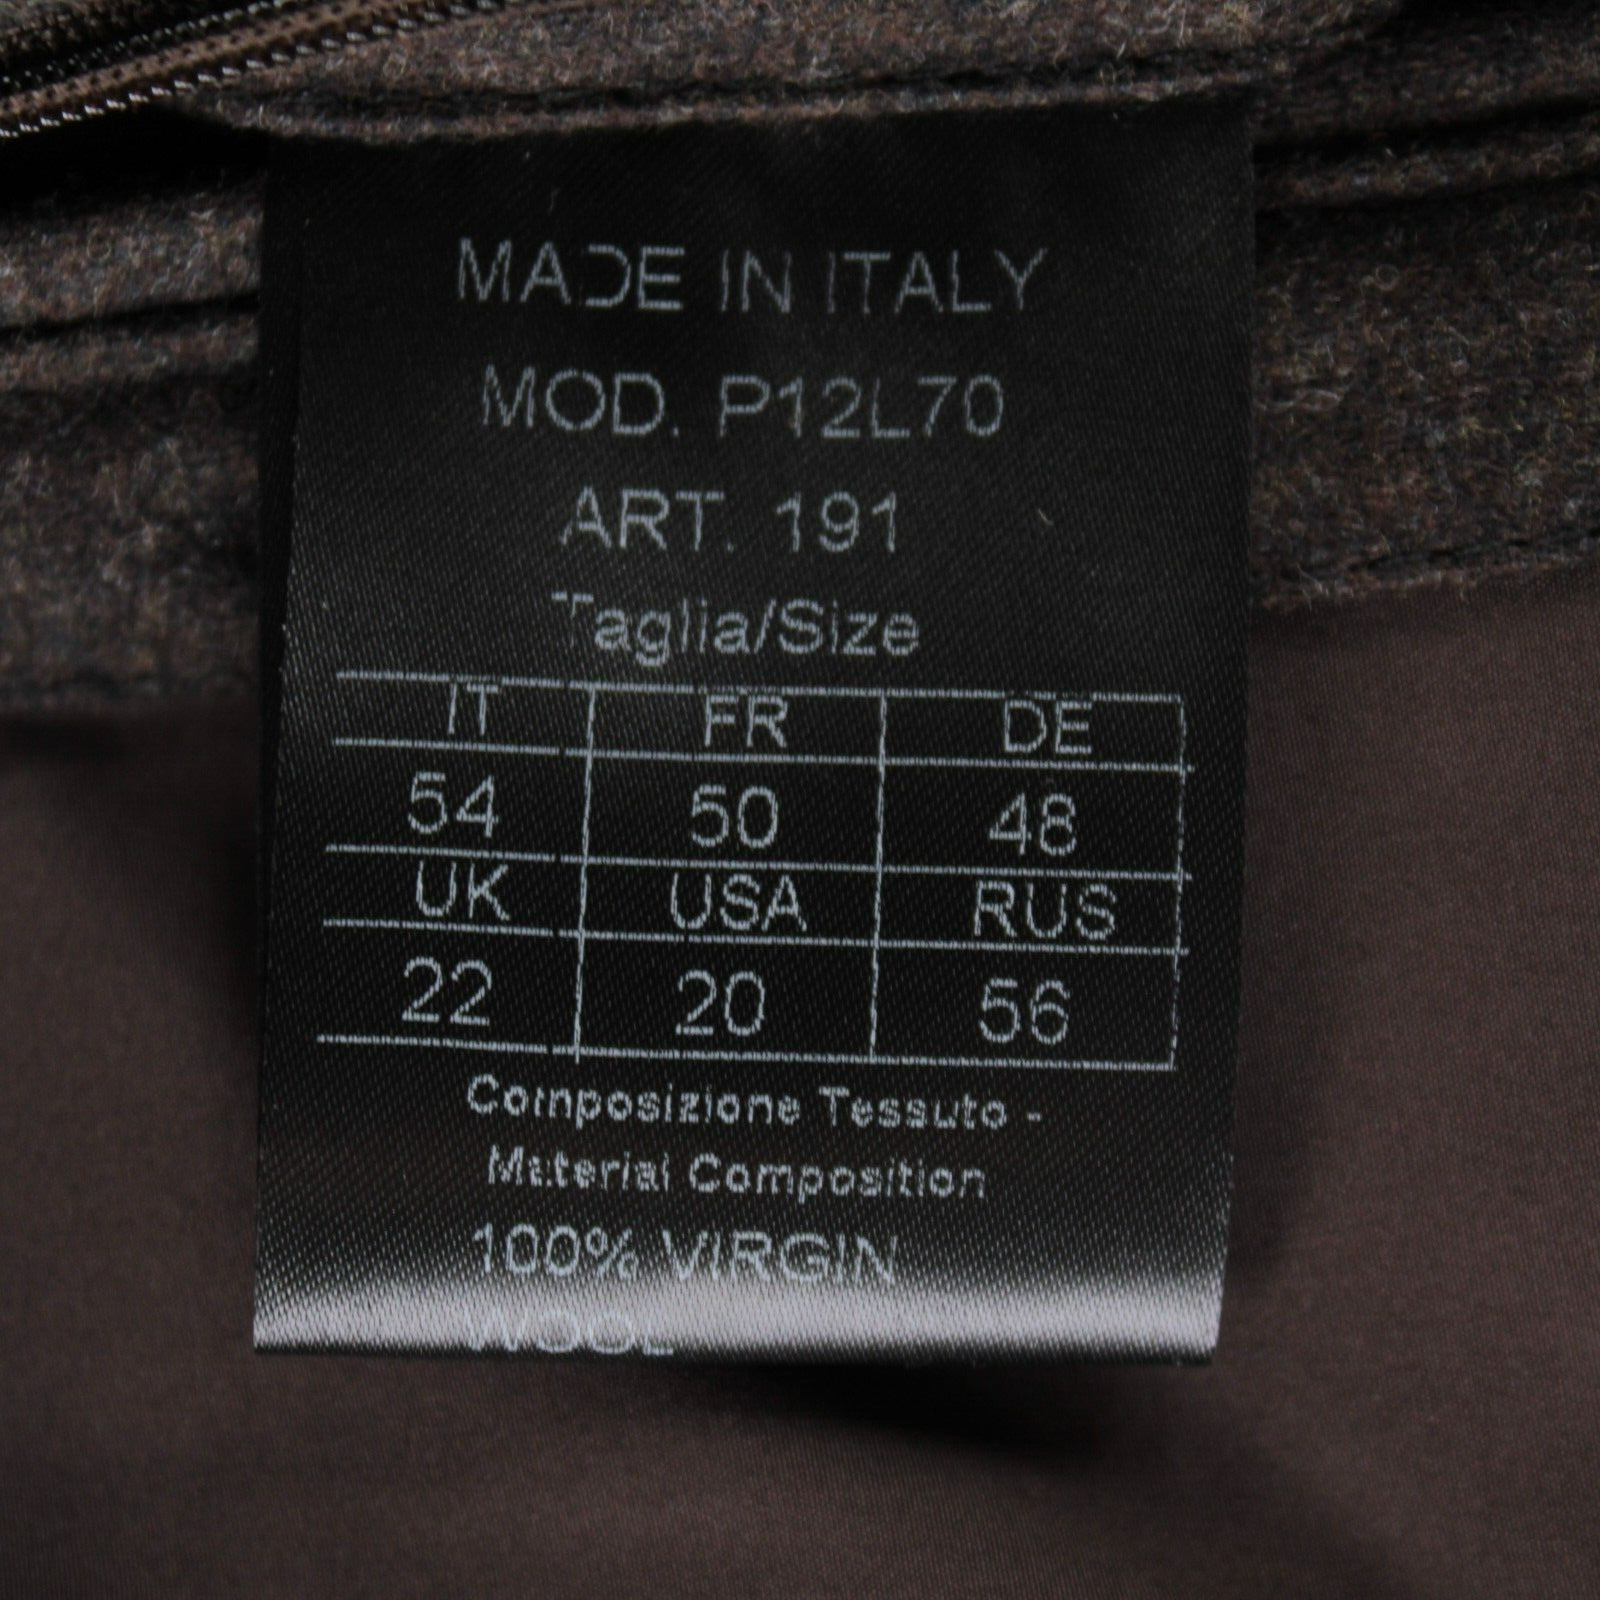 MADE IN ITALY
MOD. P12L70
ART. 191
Taglia/Size
IT FR DE
54 50 48
UK USA RUS
22 20 56
Composizione Tessuto -
Material Composition
100% VIRGIN
WOOL